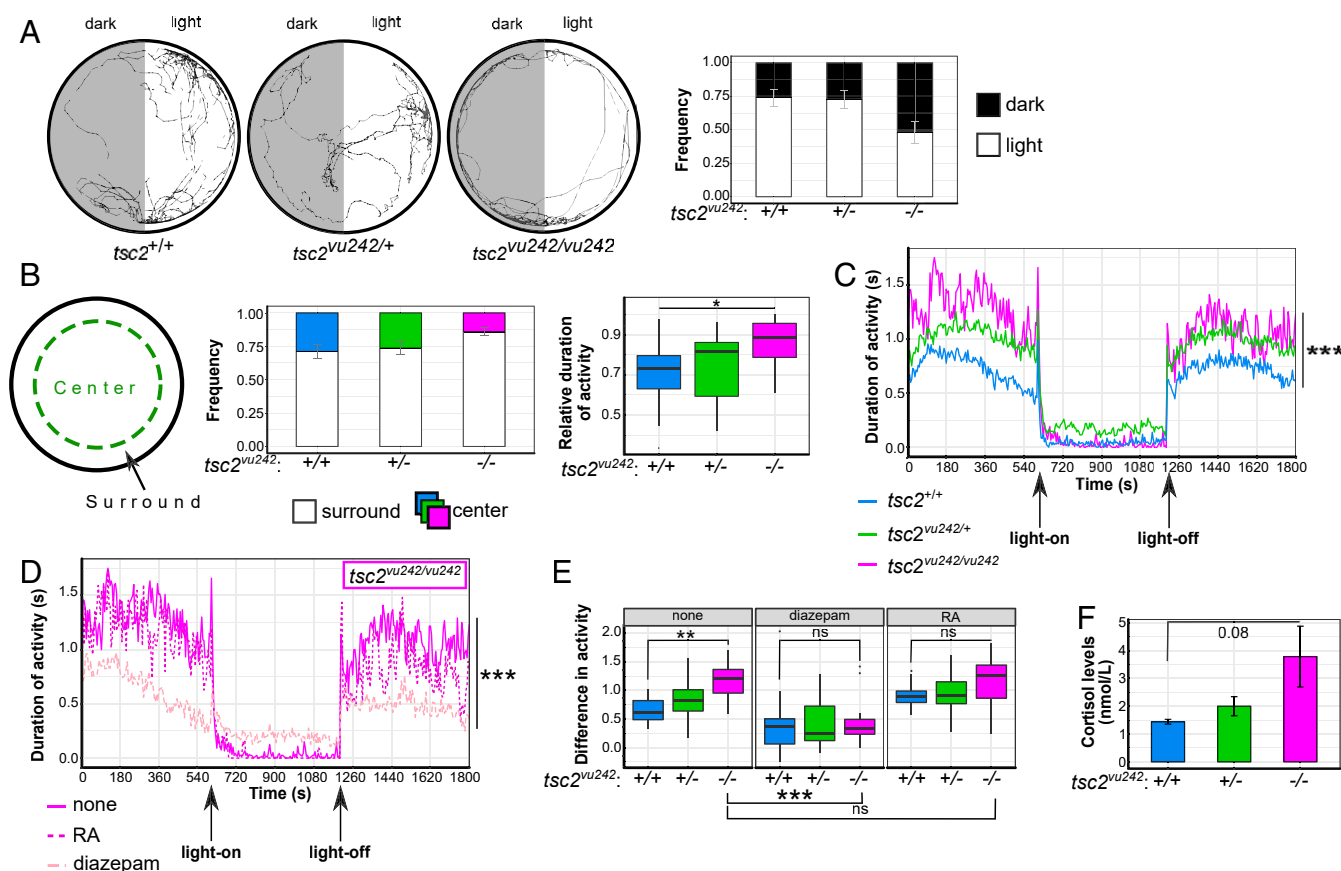 A
dark light
dark light
dark light
tsc2+/+
tsc2vu242/+
tsc2vu242/vu242
Frequency
1.00
0.75
0.50
0.25
0.00
tsc2vu242: +/+ +/- -/-
dark
light
B
Center
Surround
Frequency
1.00
0.75
0.50
0.25
0.00
tsc2vu242: +/+ +/- -/-
surround
center
Relative duration
of activity
0.9
0.7
0.5
*
tsc2vu242: +/+ +/- -/-
C
Duration of activity (s)
1.5
1.0
0.5
0.0
***
0 180 360 540 720 900 1080 1260 1440 1620 1800
Time (s)
light-on
light-off
tsc2+/+
tsc2vu242/+
tsc2vu242/vu242
D
tsc2vu242/vu242
Duration of activity (s)
1.5
1.0
0.5
0.0
***
0 180 360 540 720 900 1080 1260 1440 1620 1800
Time (s)
none
RA
diazepam
light-on
light-off
E
Difference in activity
none diazepam RA
2.0
1.5
1.0
0.5
0.0
** ns ns
tsc2vu242: +/+ +/- -/- +/+ +/- -/- +/+ +/- -/-
***
ns
F
Cortisol levels
(nmol/L)
5
4
3
2
1
0
0.08
tsc2vu242: +/+ +/- -/-